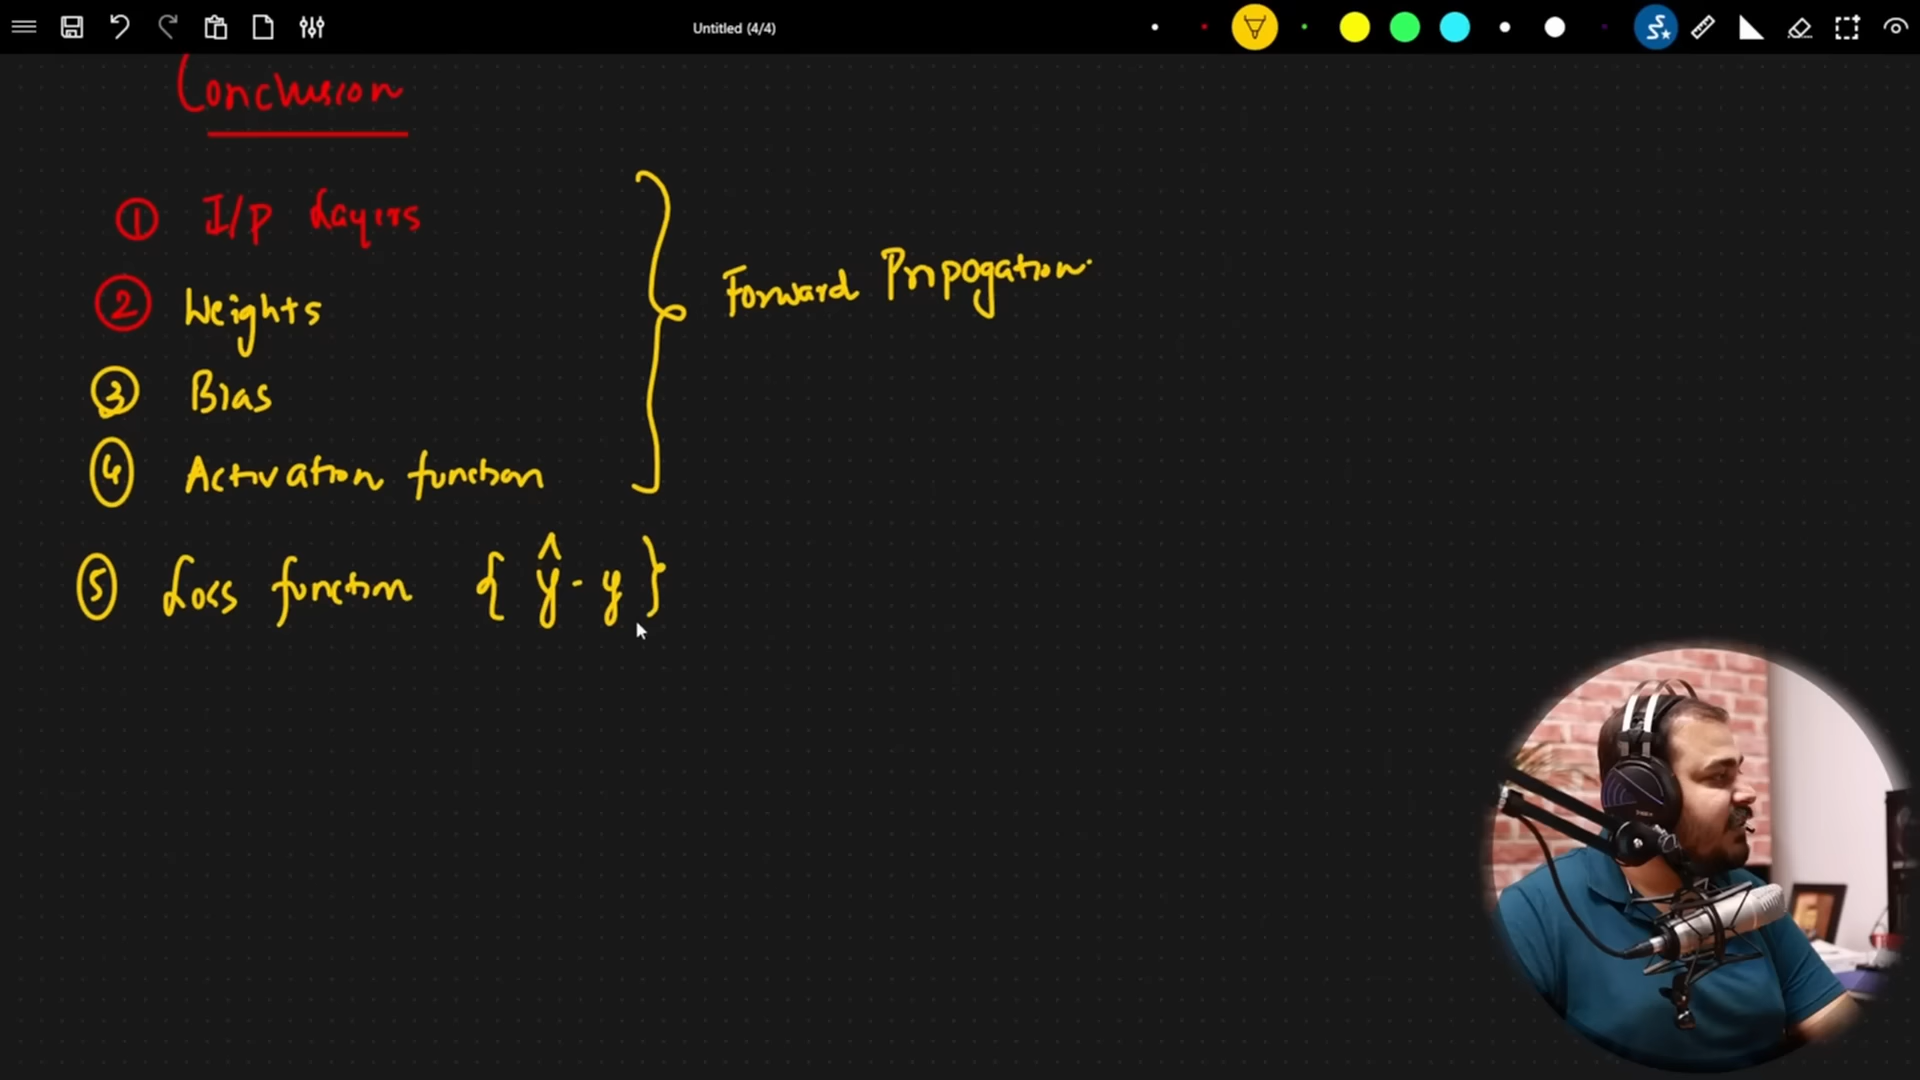 Untitled (4/4)
Conclusion
① I/P Layers
② Weights
③ Bias
④ Activation function
Forward Propogation.
⑤ Loss function { ŷ - y }